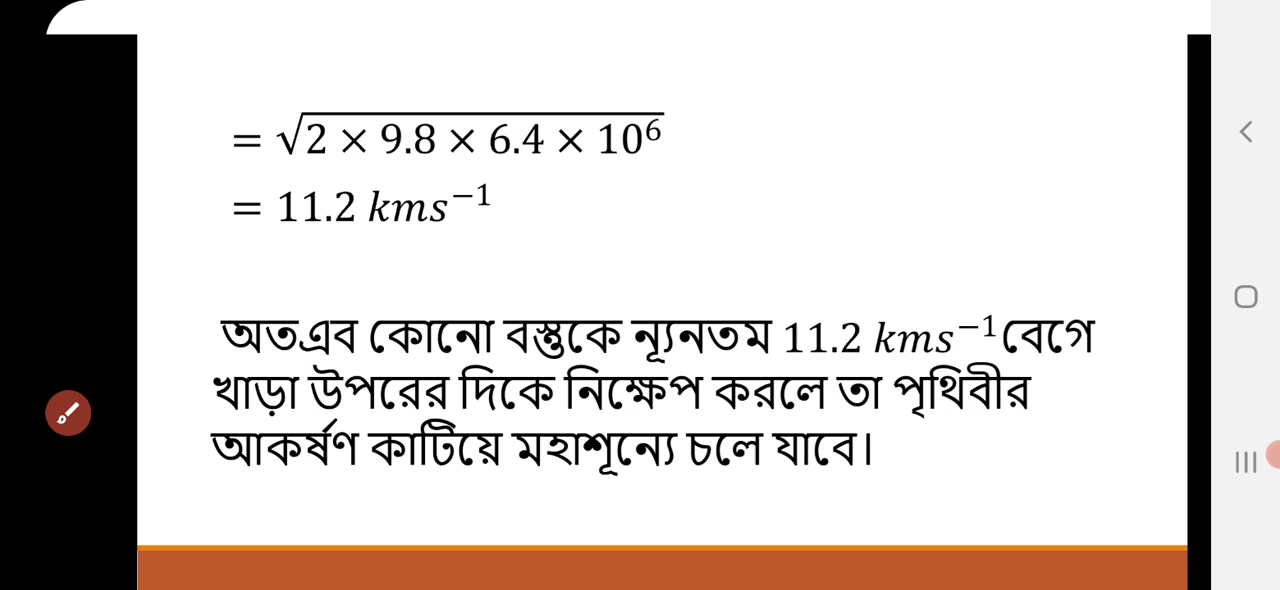 = √2 × 9.8 × 6.4 × 10⁶
= 11.2 kms⁻¹
অতএব কোনো বস্তুকে ন্যূনতম 11.2 kms⁻¹বেগে
খাড়া উপরের দিকে নিক্ষেপ করলে তা পৃথিবীর
আকর্ষণ কাটিয়ে মহাশূন্যে চলে যাবে।